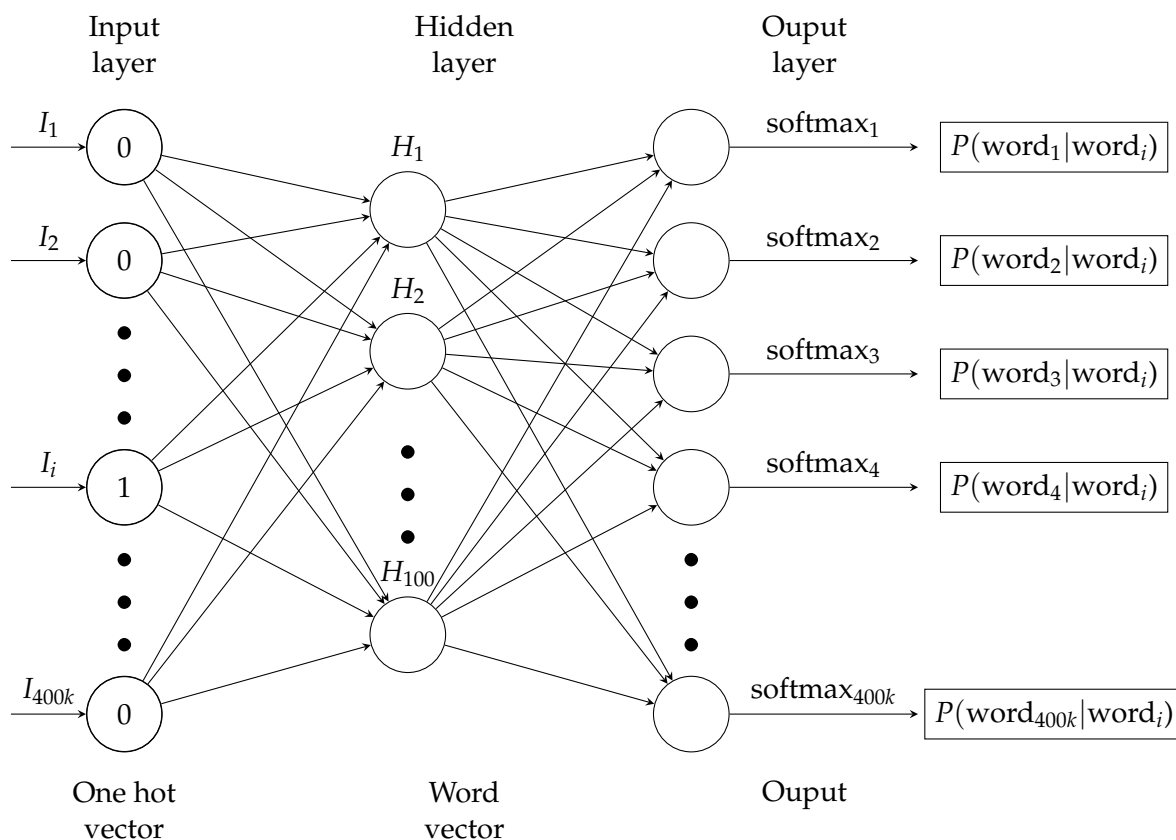 Input
layer
Hidden
layer
Ouput
layer
I₁
0
H₁
softmax₁
P(word₁|wordᵢ)
I₂
0
H₂
softmax₂
P(word₂|wordᵢ)
softmax₃
P(word₃|wordᵢ)
Iᵢ
1
softmax₄
P(word₄|wordᵢ)
H₁₀₀
I₄₀₀ₖ
0
softmax₄₀₀ₖ
P(word₄₀₀ₖ|wordᵢ)
One hot
vector
Word
vector
Ouput